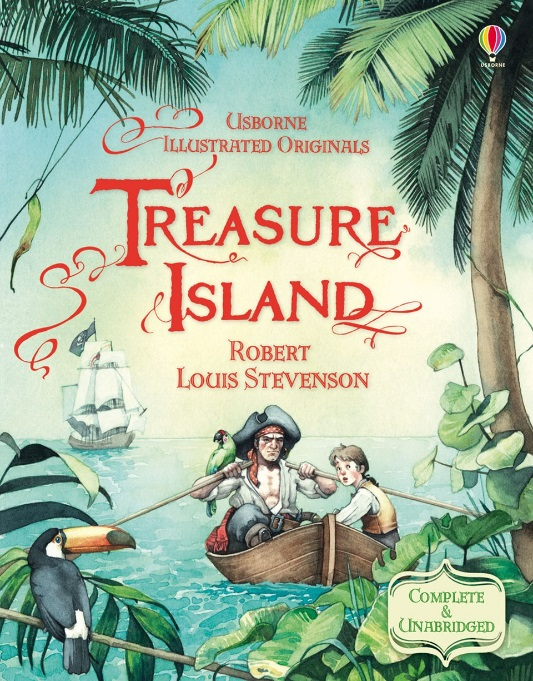 USBORNE
USBORNE
ILLUSTRATED ORIGINALS
TREASURE
ISLAND
ROBERT
LOUIS STEVENSON
COMPLETE
&
UNABRIDGED